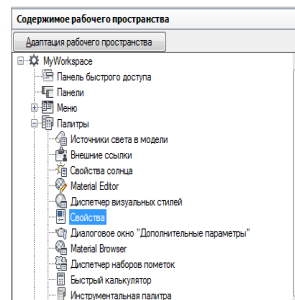 Содержимое рабочего пространства
Адаптация рабочего пространства
MyWorkspace
Панель быстрого доступа
Панели
Меню
Палитры
Источники света в модели
Внешние ссылки
Свойства солнца
Material Editor
Диспетчер визуальных стилей
Свойства
Диалоговое окно "Дополнительные параметры"
Material Browser
Диспетчер наборов пометок
Быстрый калькулятор
Инструментальная палитра